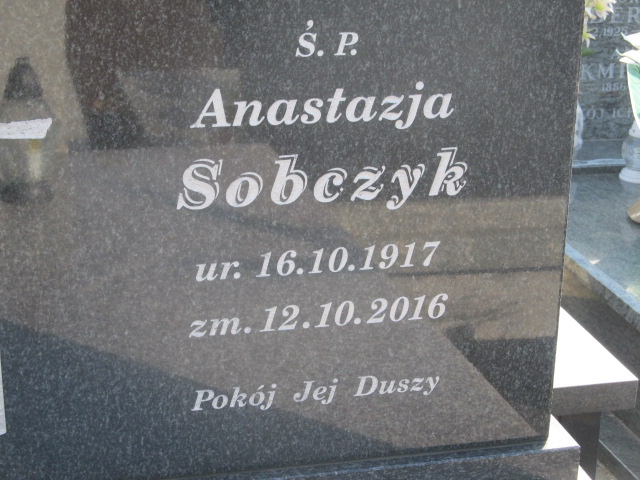 Ś. P.
Anastazja
Sobczyk
ur. 16.10.1917
zm. 12.10.2016
Pokój Jej Duszy